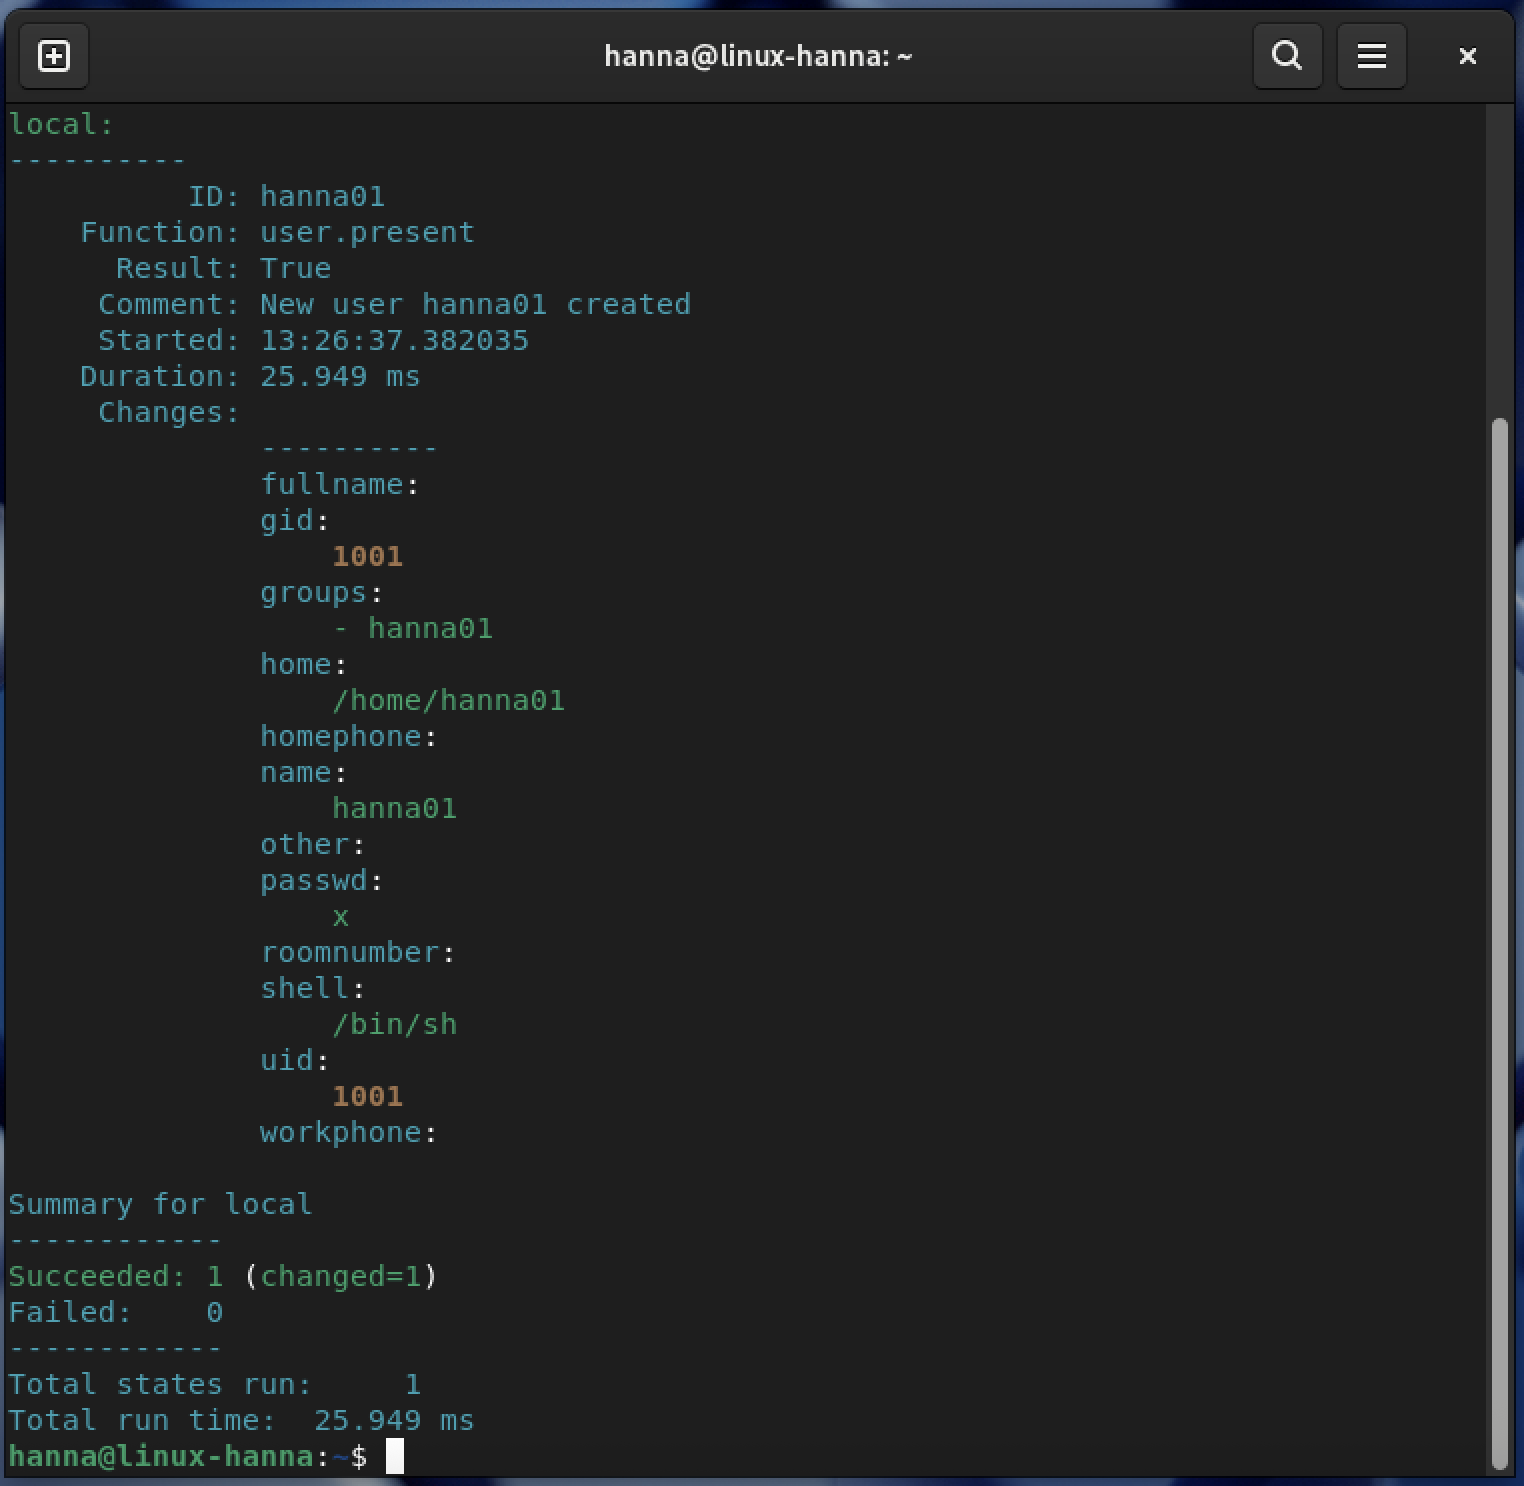 hanna@linux-hanna: ~
local:
----------
          ID: hanna01
    Function: user.present
      Result: True
     Comment: New user hanna01 created
     Started: 13:26:37.382035
    Duration: 25.949 ms
     Changes:
              ----------
              fullname:
              gid:
                  1001
              groups:
                  - hanna01
              home:
                  /home/hanna01
              homephone:
              name:
                  hanna01
              other:
              passwd:
                  x
              roomnumber:
              shell:
                  /bin/sh
              uid:
                  1001
              workphone:

Summary for local
------------
Succeeded: 1 (changed=1)
Failed:    0
------------
Total states run:     1
Total run time:  25.949 ms
hanna@linux-hanna:~$